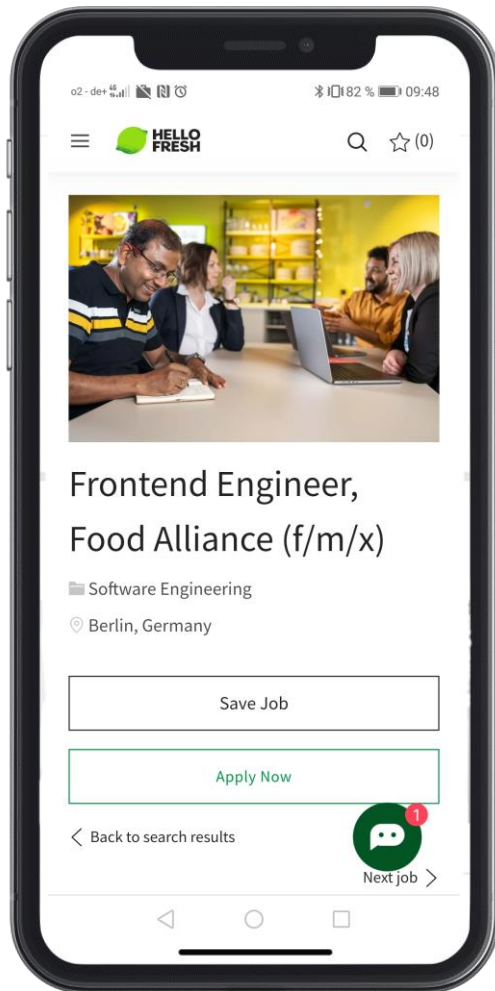 o2 - de+ 82 % 09:48
HELLO
FRESH
(0)
Frontend Engineer,
Food Alliance (f/m/x)
Software Engineering
Berlin, Germany
Save Job
Apply Now
1
Back to search results
Next job